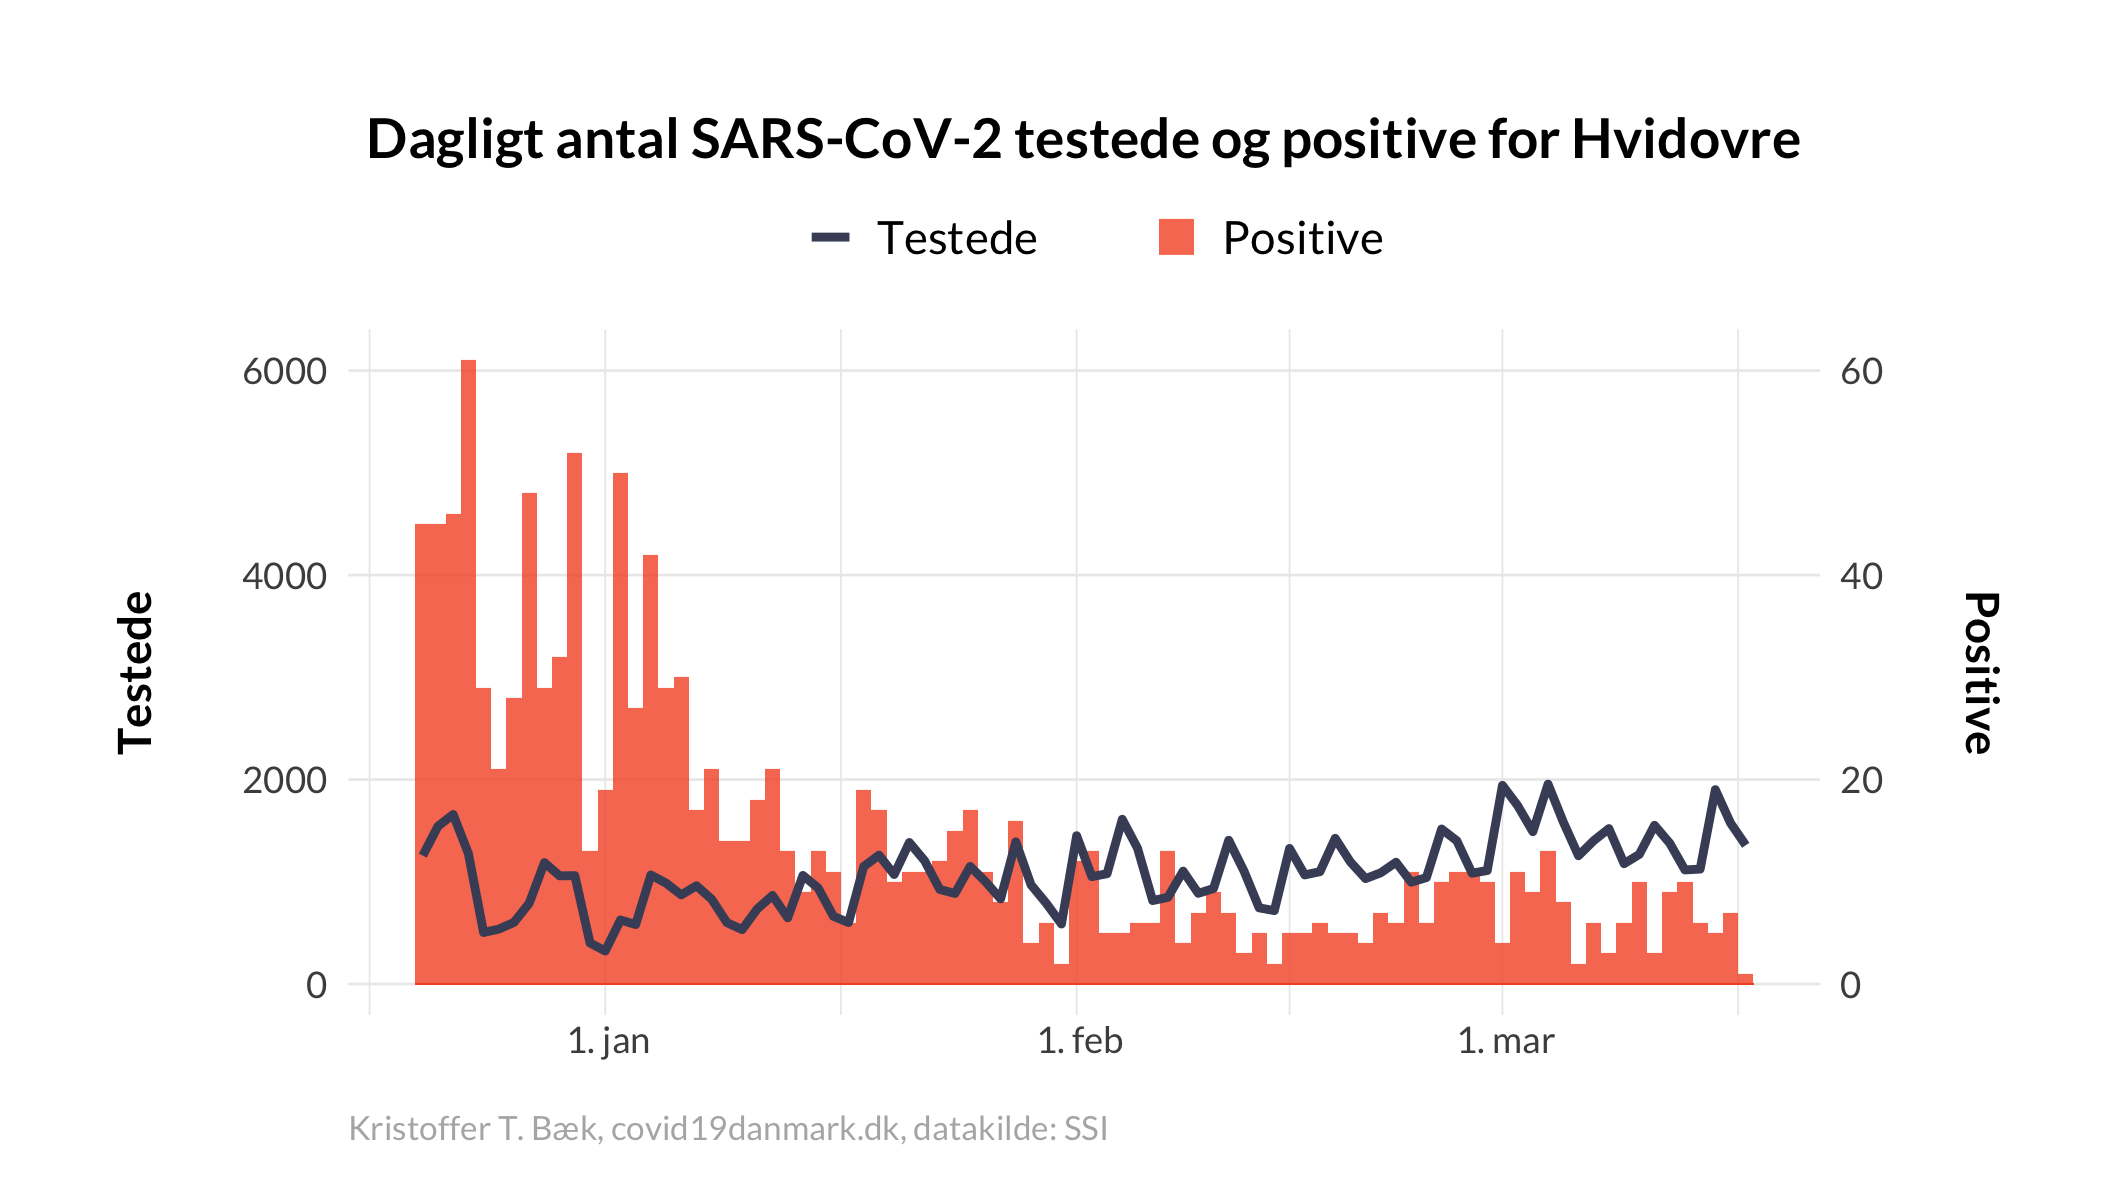 Dagligt antal SARS-CoV-2 testede og positive for Hvidovre
Testede Positive
6000 60
4000 40
2000 20
0 0
Testede
Positive
1. jan 1. feb 1. mar
Kristoffer T. Bæk, covid19danmark.dk, datakilde: SSI